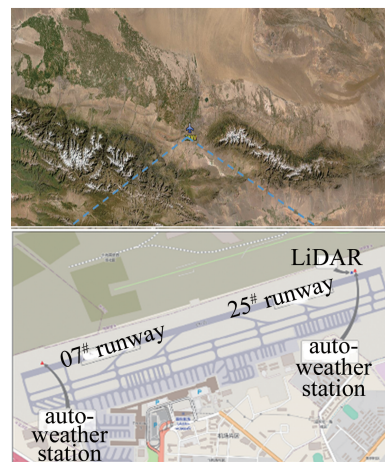 LiDAR
25# runway
07# runway
auto-
weather
station
auto-
weather
station